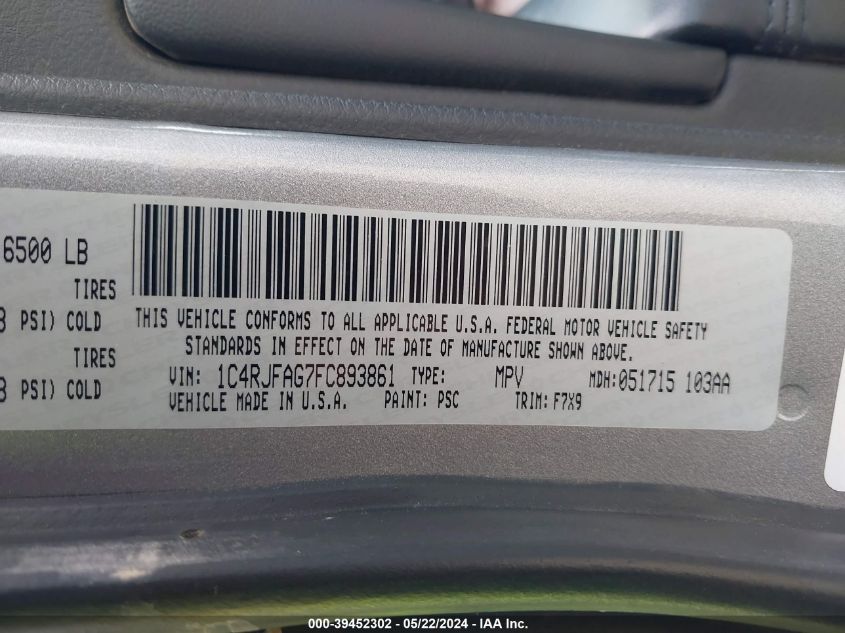 6500 LB
TIRES
PSI) COLD
TIRES
PSI) COLD
THIS VEHICLE CONFORMS TO ALL APPLICABLE U.S.A. FEDERAL MOTOR VEHICLE SAFETY
STANDARDS IN EFFECT ON THE DATE OF MANUFACTURE SHOWN ABOVE.
VIN: 1C4RJFAG7FC893861 TYPE: MPV MDH:051715 103AA
VEHICLE MADE IN U.S.A. PAINT: PSC TRIM: F7X9
000-39452302 - 05/22/2024 - IAA Inc.